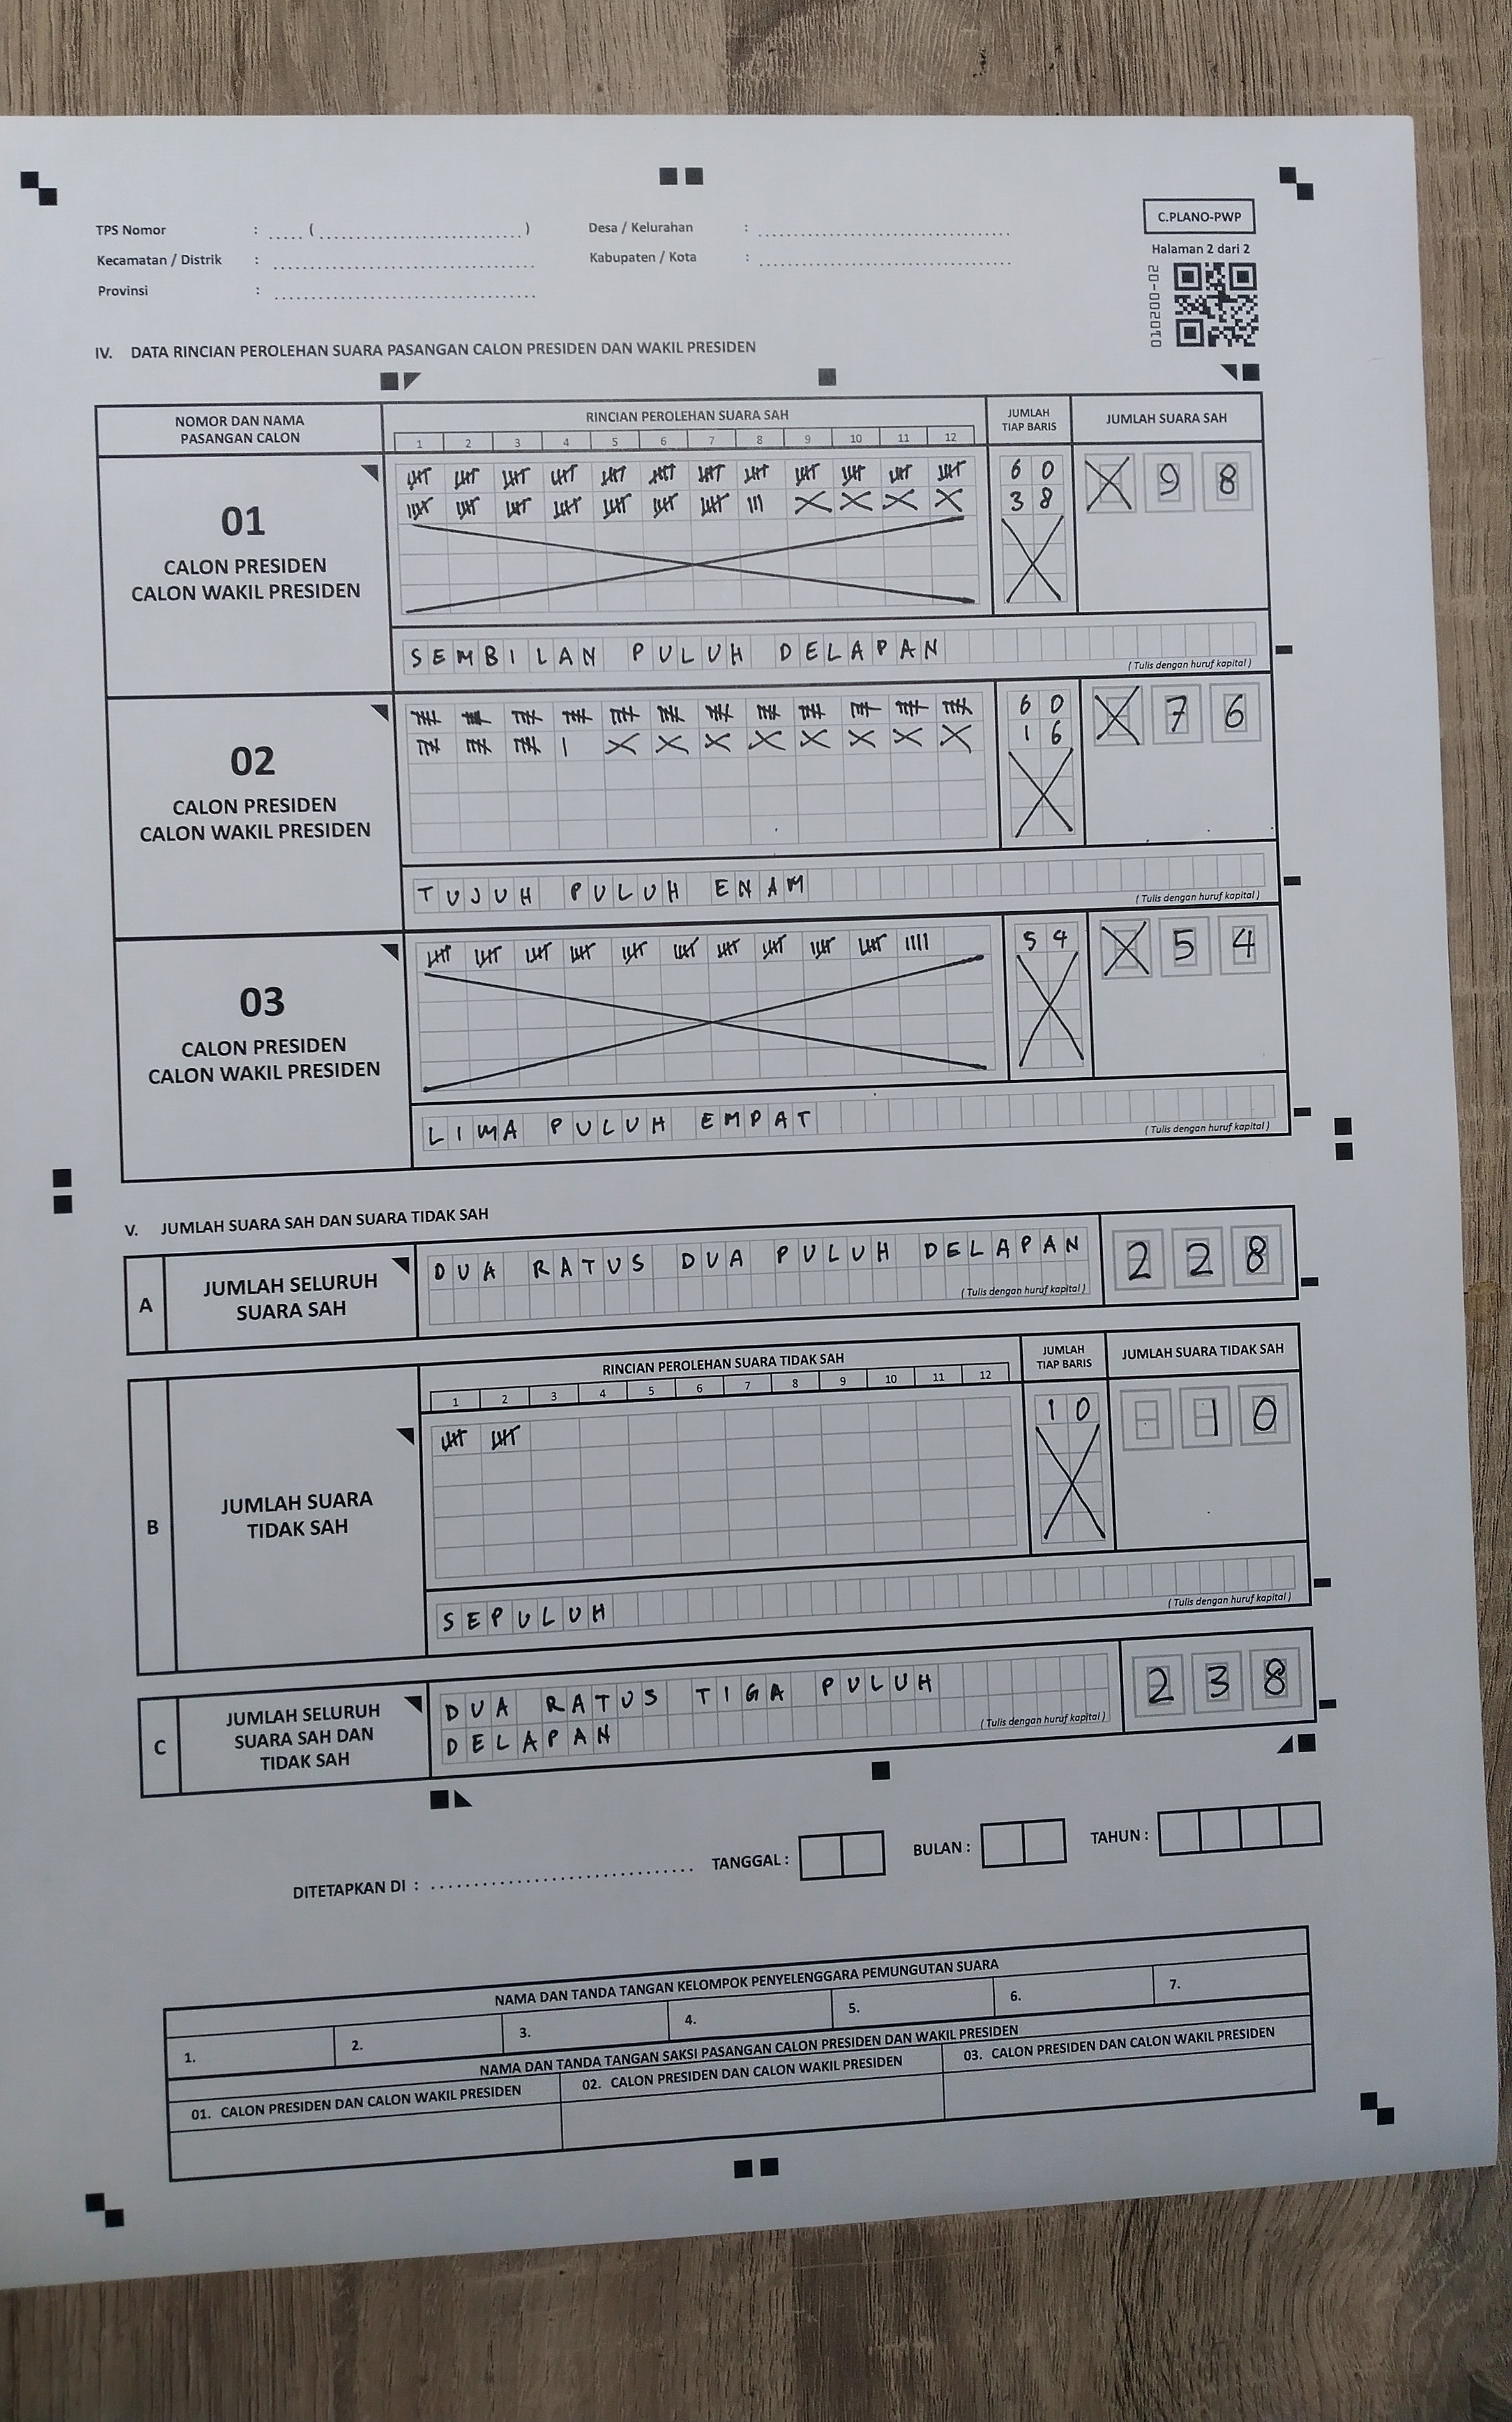 C.PLANO-PWP
Halaman 2 dari 2
20-002010
TPS Nomor : ..... (..............................)
Desa / Kelurahan : ........................................
Kecamatan / Distrik : ........................................
Kabupaten / Kota : ........................................
Provinsi : ........................................
IV. DATA RINCIAN PEROLEHAN SUARA PASANGAN CALON PRESIDEN DAN WAKIL PRESIDEN
NOMOR DAN NAMA PASANGAN CALON
RINCIAN PEROLEHAN SUARA SAH
JUMLAH TIAP BARIS
JUMLAH SUARA SAH
1 2 3 4 5 6 7 8 9 10 11 12
01
CALON PRESIDEN
CALON WAKIL PRESIDEN
60
38
X 9 8
SEMBILAN PULUH DELAPAN
( Tulis dengan huruf kapital )
02
CALON PRESIDEN
CALON WAKIL PRESIDEN
60
16
X 7 6
TUJUH PULUH ENAM
( Tulis dengan huruf kapital )
03
CALON PRESIDEN
CALON WAKIL PRESIDEN
54
X 5 4
LIMA PULUH EMPAT
( Tulis dengan huruf kapital )
V. JUMLAH SUARA SAH DAN SUARA TIDAK SAH
A
JUMLAH SELURUH
SUARA SAH
DUA RATUS DUA PULUH DELAPAN
( Tulis dengan huruf kapital )
2 2 8
B
JUMLAH SUARA
TIDAK SAH
RINCIAN PEROLEHAN SUARA TIDAK SAH
JUMLAH TIAP BARIS
JUMLAH SUARA TIDAK SAH
1 2 3 4 5 6 7 8 9 10 11 12
10
1 0
SEPULUH
( Tulis dengan huruf kapital )
C
JUMLAH SELURUH
SUARA SAH DAN
TIDAK SAH
DUA RATUS TIGA PULUH
DELAPAN
( Tulis dengan huruf kapital )
2 3 8
DITETAPKAN DI : ........................................ TANGGAL : BULAN : TAHUN :
NAMA DAN TANDA TANGAN KELOMPOK PENYELENGGARA PEMUNGUTAN SUARA
1. 2. 3. 4. 5. 6. 7.
NAMA DAN TANDA TANGAN SAKSI PASANGAN CALON PRESIDEN DAN WAKIL PRESIDEN
01. CALON PRESIDEN DAN CALON WAKIL PRESIDEN
02. CALON PRESIDEN DAN CALON WAKIL PRESIDEN
03. CALON PRESIDEN DAN CALON WAKIL PRESIDEN